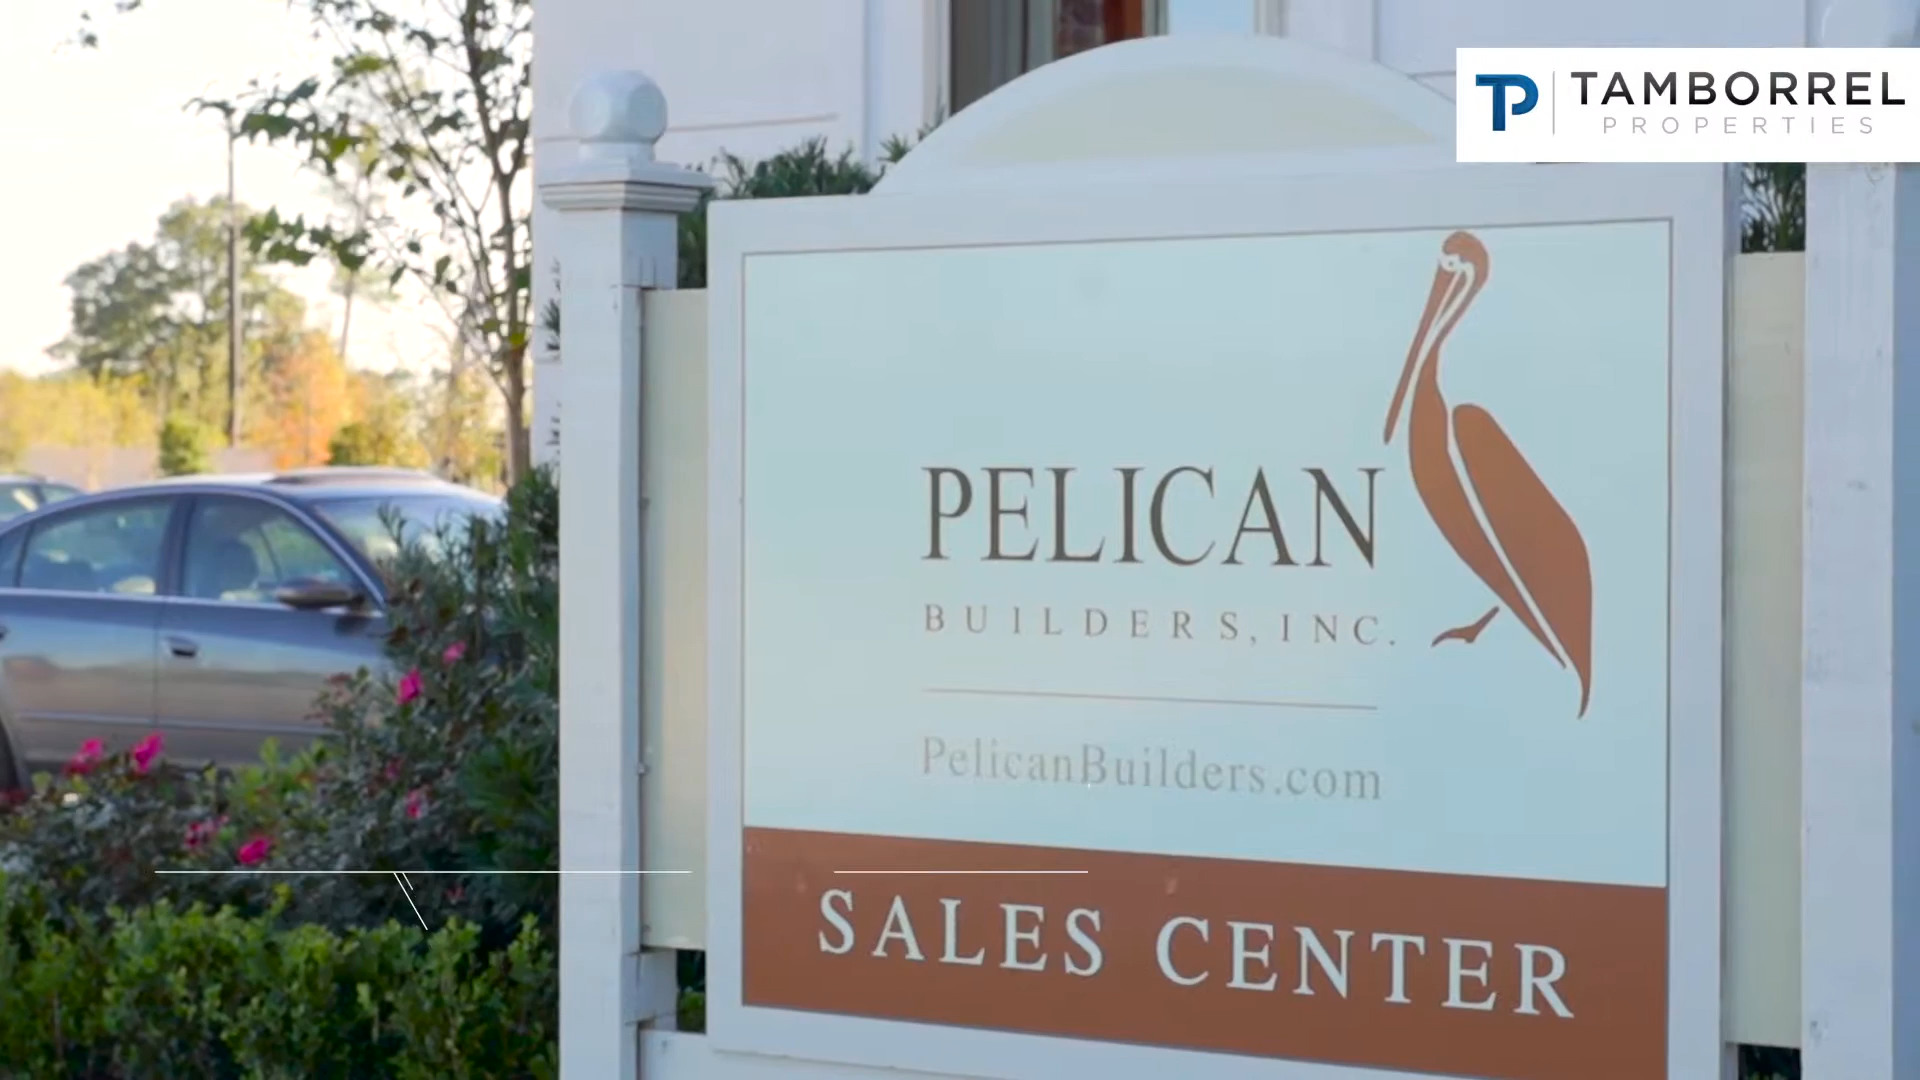 TP
TAMBORREL
PROPERTIES
PELICAN
BUILDERS, INC.
PelicanBuilders.com
SALES CENTER